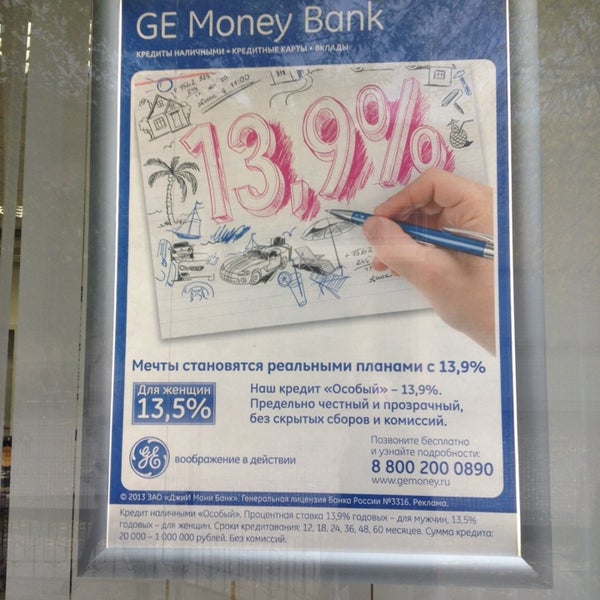 GE Money Bank
КРЕДИТЫ НАЛИЧНЫМИ • КРЕДИТНЫЕ КАРТЫ • ВКЛАДЫ
13,9%
Мечты становятся реальными планами с 13,9%
Для женщин
13,5%
Наш кредит «Особый» – 13,9%.
Предельно честный и прозрачный,
без скрытых сборов и комиссий.
GE
воображение в действии
Позвоните бесплатно
и узнайте подробности:
8 800 200 0890
www.gemoney.ru
© 2013 ЗАО «ДжиИ Мани Банк». Генеральная лицензия Банка России №3316. Реклама.
Кредит наличными «Особый». Процентная ставка 13,9% годовых – для мужчин, 13,5%
годовых – для женщин. Сроки кредитования: 12, 18, 24, 36, 48, 60 месяцев. Сумма кредита:
20 000 – 1 000 000 рублей. Без комиссий.